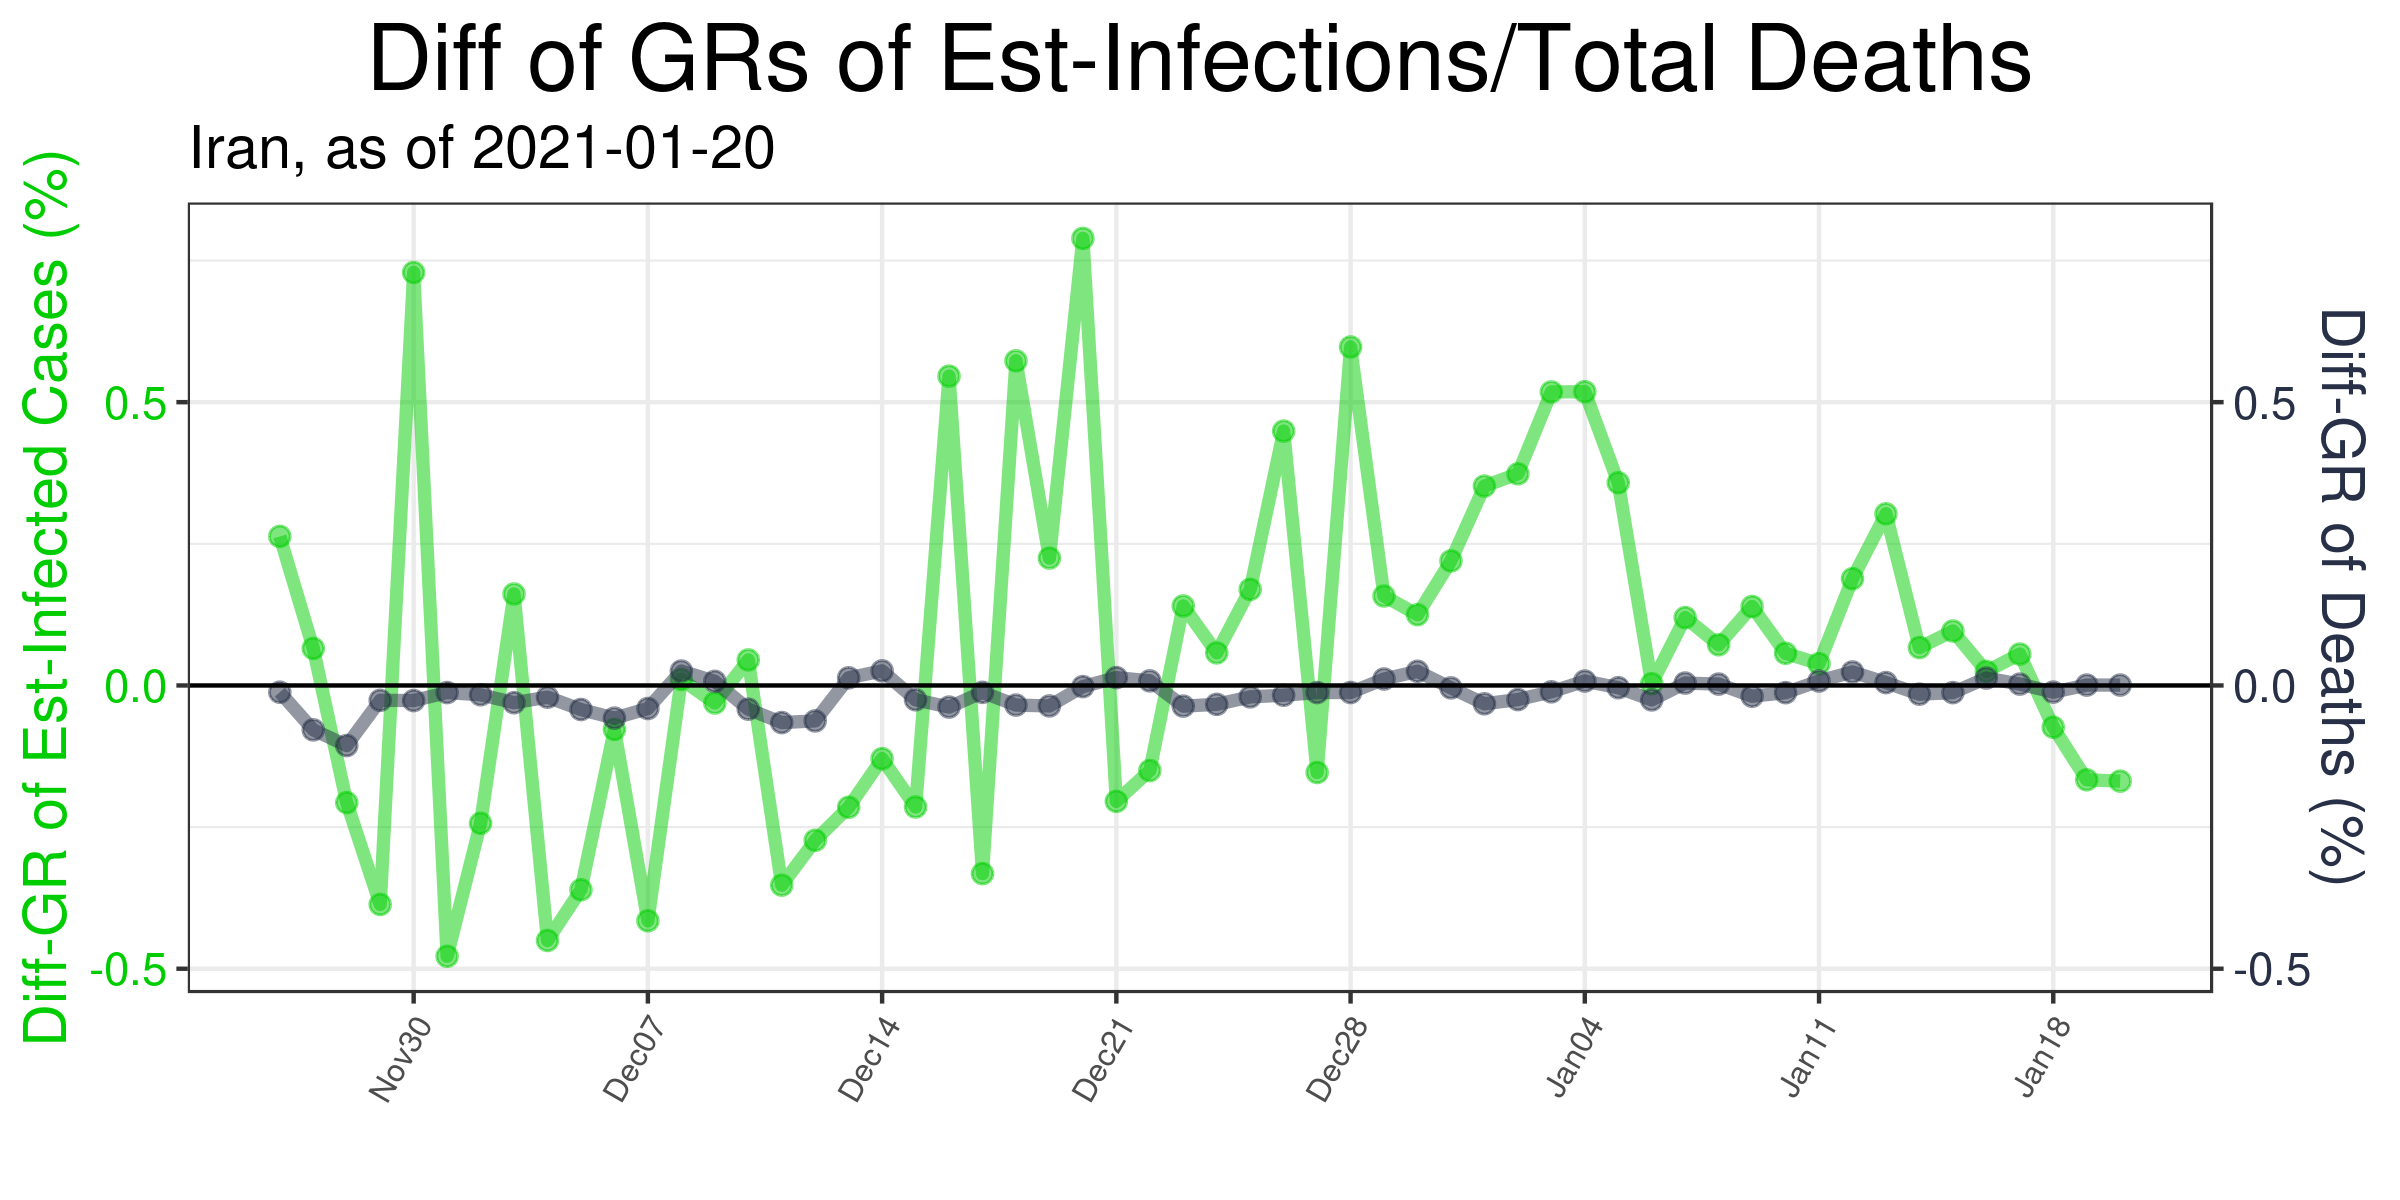 Diff of GRs of Est-Infections/Total Deaths
Iran, as of 2021-01-20
Diff-GR of Est-Infected Cases (%)
0.5
0.0
-0.5
0.5
0.0
-0.5
Diff-GR of Deaths (%)
Nov30
Dec07
Dec14
Dec21
Dec28
Jan04
Jan11
Jan18